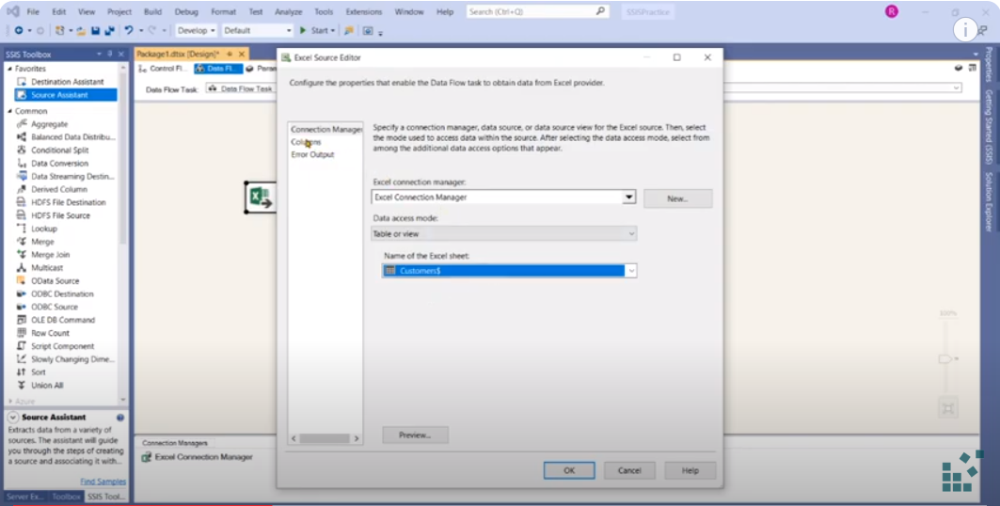 File Edit View Project Build Debug Format Test Analyze Tools Extensions Window Help Search (Ctrl+Q) SSISPractice
R
i
Develop Default Start
SSIS Toolbox
Package1.dtsx [Design]*
Favorites
Destination Assistant
Source Assistant
Common
Aggregate
Balanced Data Distribu...
Conditional Split
Data Conversion
Data Streaming Destin...
Derived Column
HDFS File Destination
HDFS File Source
Lookup
Merge
Merge Join
Multicast
OData Source
ODBC Destination
ODBC Source
OLE DB Command
Row Count
Script Component
Slowly Changing Dime...
Sort
Union All
Azure
Source Assistant
Extracts data from a variety of
sources. The assistant will guide
you through the steps of creating
a source and associating it with...
Find Samples
Server Ex... Toolbox SSIS Tool...
Control Fl... Data Fl... Param
Data Flow Task: Data Flow Task
Excel Source Editor
Configure the properties that enable the Data Flow task to obtain data from Excel provider.
Connection Manager
Columns
Error Output
Specify a connection manager, data source, or data source view for the Excel source. Then, select
the mode used to access data within the source. After selecting the data access mode, select from
among the additional data access options that appear.
Excel connection manager:
Excel Connection Manager
New...
Data access mode:
Table or view
Name of the Excel sheet:
Customers$
Preview...
OK Cancel Help
Connection Managers
Excel Connection Manager
100%
Properties
Getting Started (SSIS)
Solution Explorer